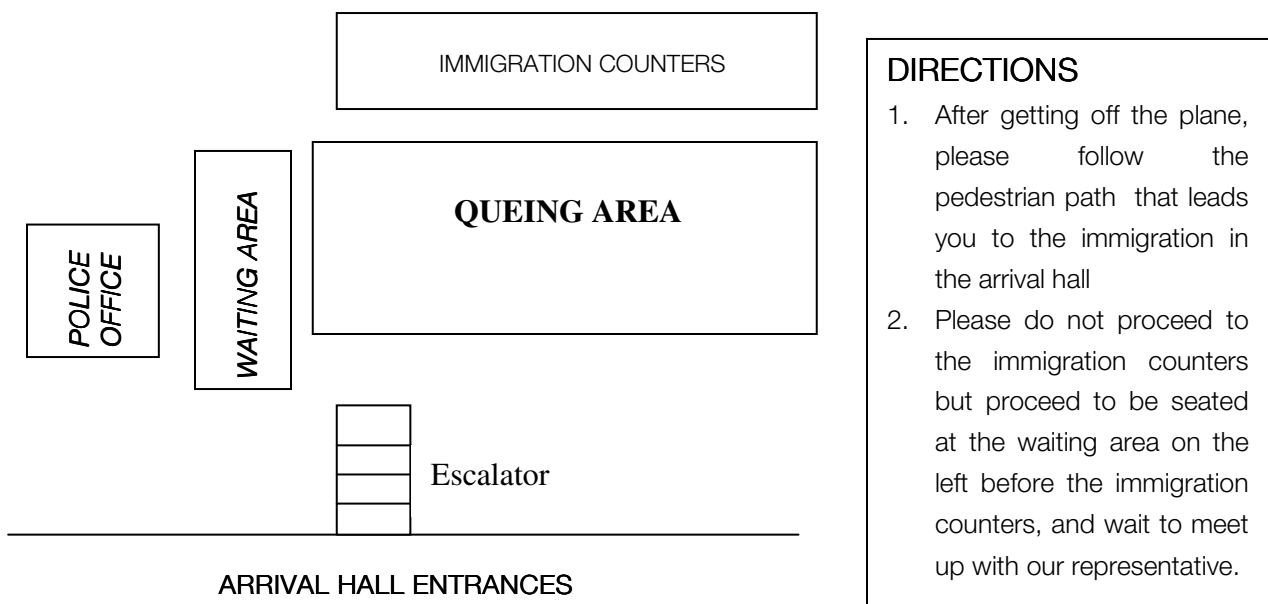 IMMIGRATION COUNTERS
QUEING AREA
WAITING AREA
POLICE
OFFICE
Escalator
ARRIVAL HALL ENTRANCES
DIRECTIONS
1. After getting off the plane,
please follow the
pedestrian path that leads
you to the immigration in
the arrival hall
2. Please do not proceed to
the immigration counters
but proceed to be seated
at the waiting area on the
left before the immigration
counters, and wait to meet
up with our representative.